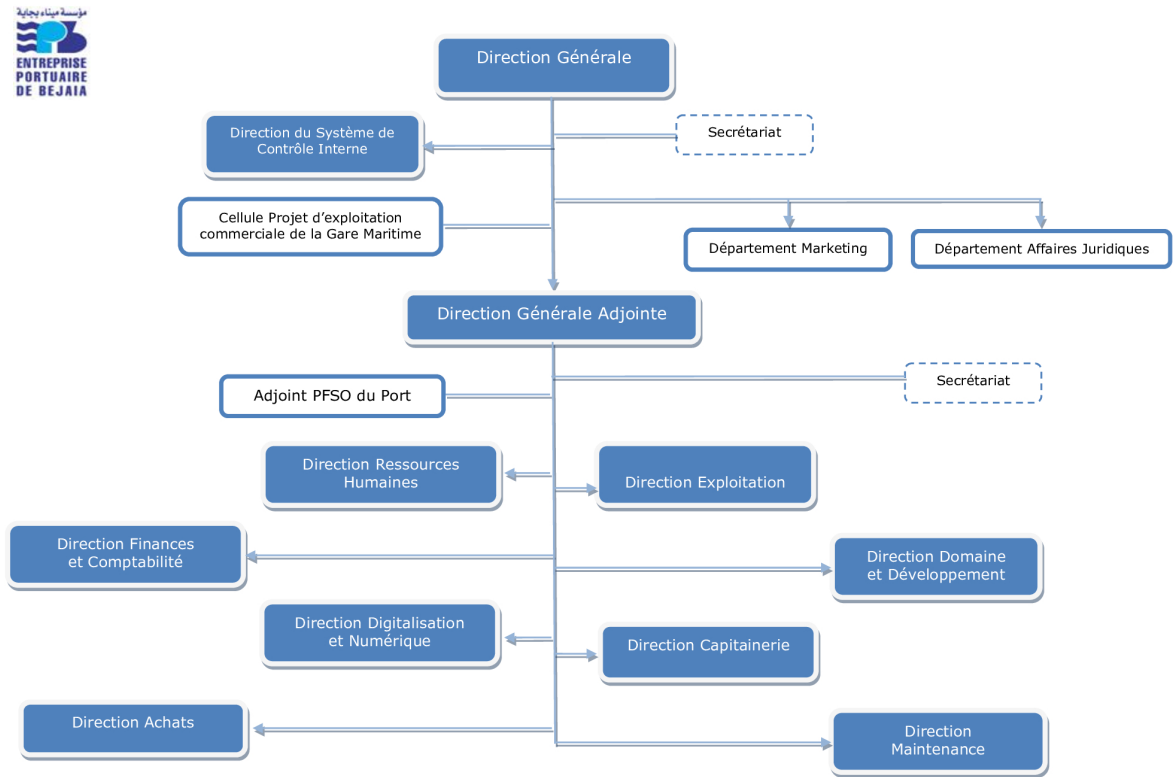 مؤسسة ميناء بجاية
ENTREPRISE
PORTUAIRE
DE BEJAIA
Direction Générale
Direction du Système de
Contrôle Interne
Secrétariat
Cellule Projet d’exploitation
commerciale de la Gare Maritime
Département Marketing
Département Affaires Juridiques
Direction Générale Adjointe
Secrétariat
Adjoint PFSO du Port
Direction Ressources
Humaines
Direction Exploitation
Direction Finances
et Comptabilité
Direction Domaine
et Développement
Direction Digitalisation
et Numérique
Direction Capitainerie
Direction Achats
Direction
Maintenance